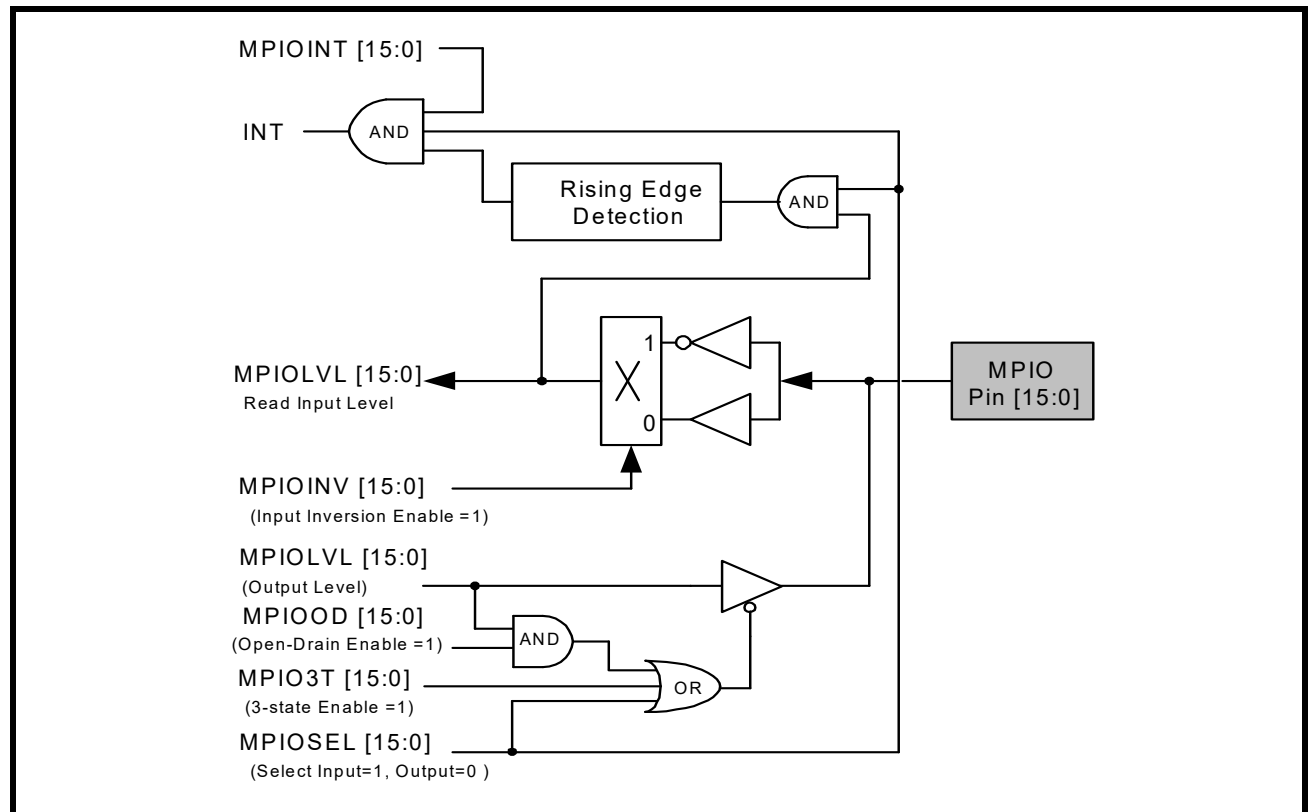 MPIOINT [15:0]
INT
AND
Rising Edge
Detection
AND
1
MPIOLVL [15:0]
Read Input Level
X
0
MPIO
Pin [15:0]
MPIOINV [15:0]
(Input Inversion Enable =1)
MPIOLVL [15:0]
(Output Level)
MPIOOD [15:0]
(Open-Drain Enable =1)
AND
MPIO3T [15:0]
(3-state Enable =1)
OR
MPIOSEL [15:0]
(Select Input=1, Output=0 )